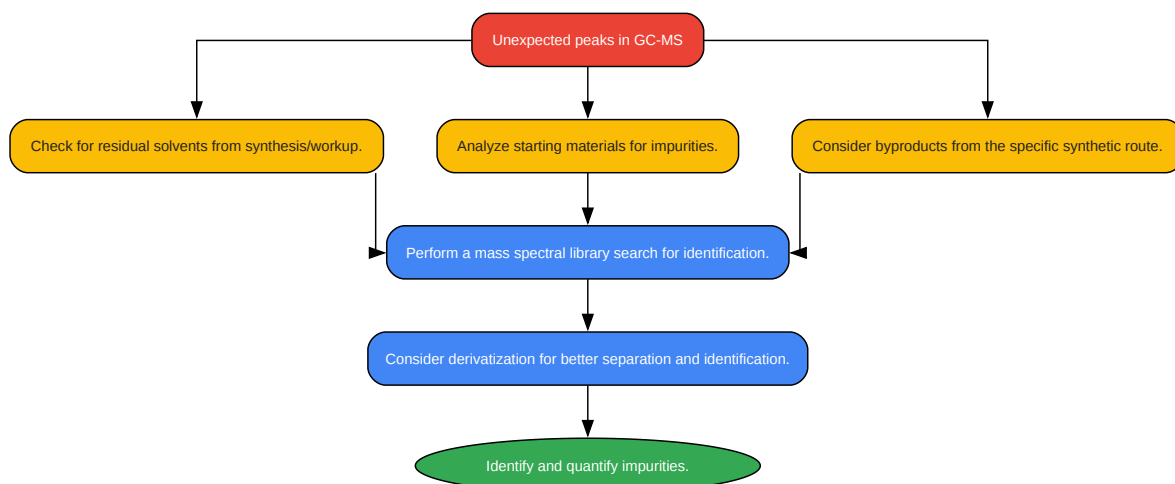 Unexpected peaks in GC-MS
Check for residual solvents from synthesis/workup.
Analyze starting materials for impurities.
Consider byproducts from the specific synthetic route.
Perform a mass spectral library search for identification.
Consider derivatization for better separation and identification.
Identify and quantify impurities.